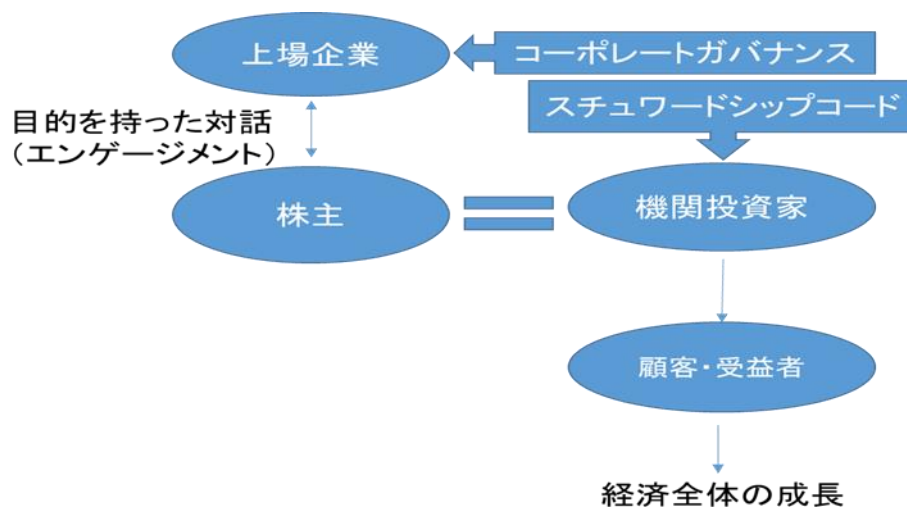 上場企業
コーポレートガバナンス
スチュワードシップコード
目的を持った対話
(エンゲージメント)
株主
機関投資家
顧客・受益者
経済全体の成長